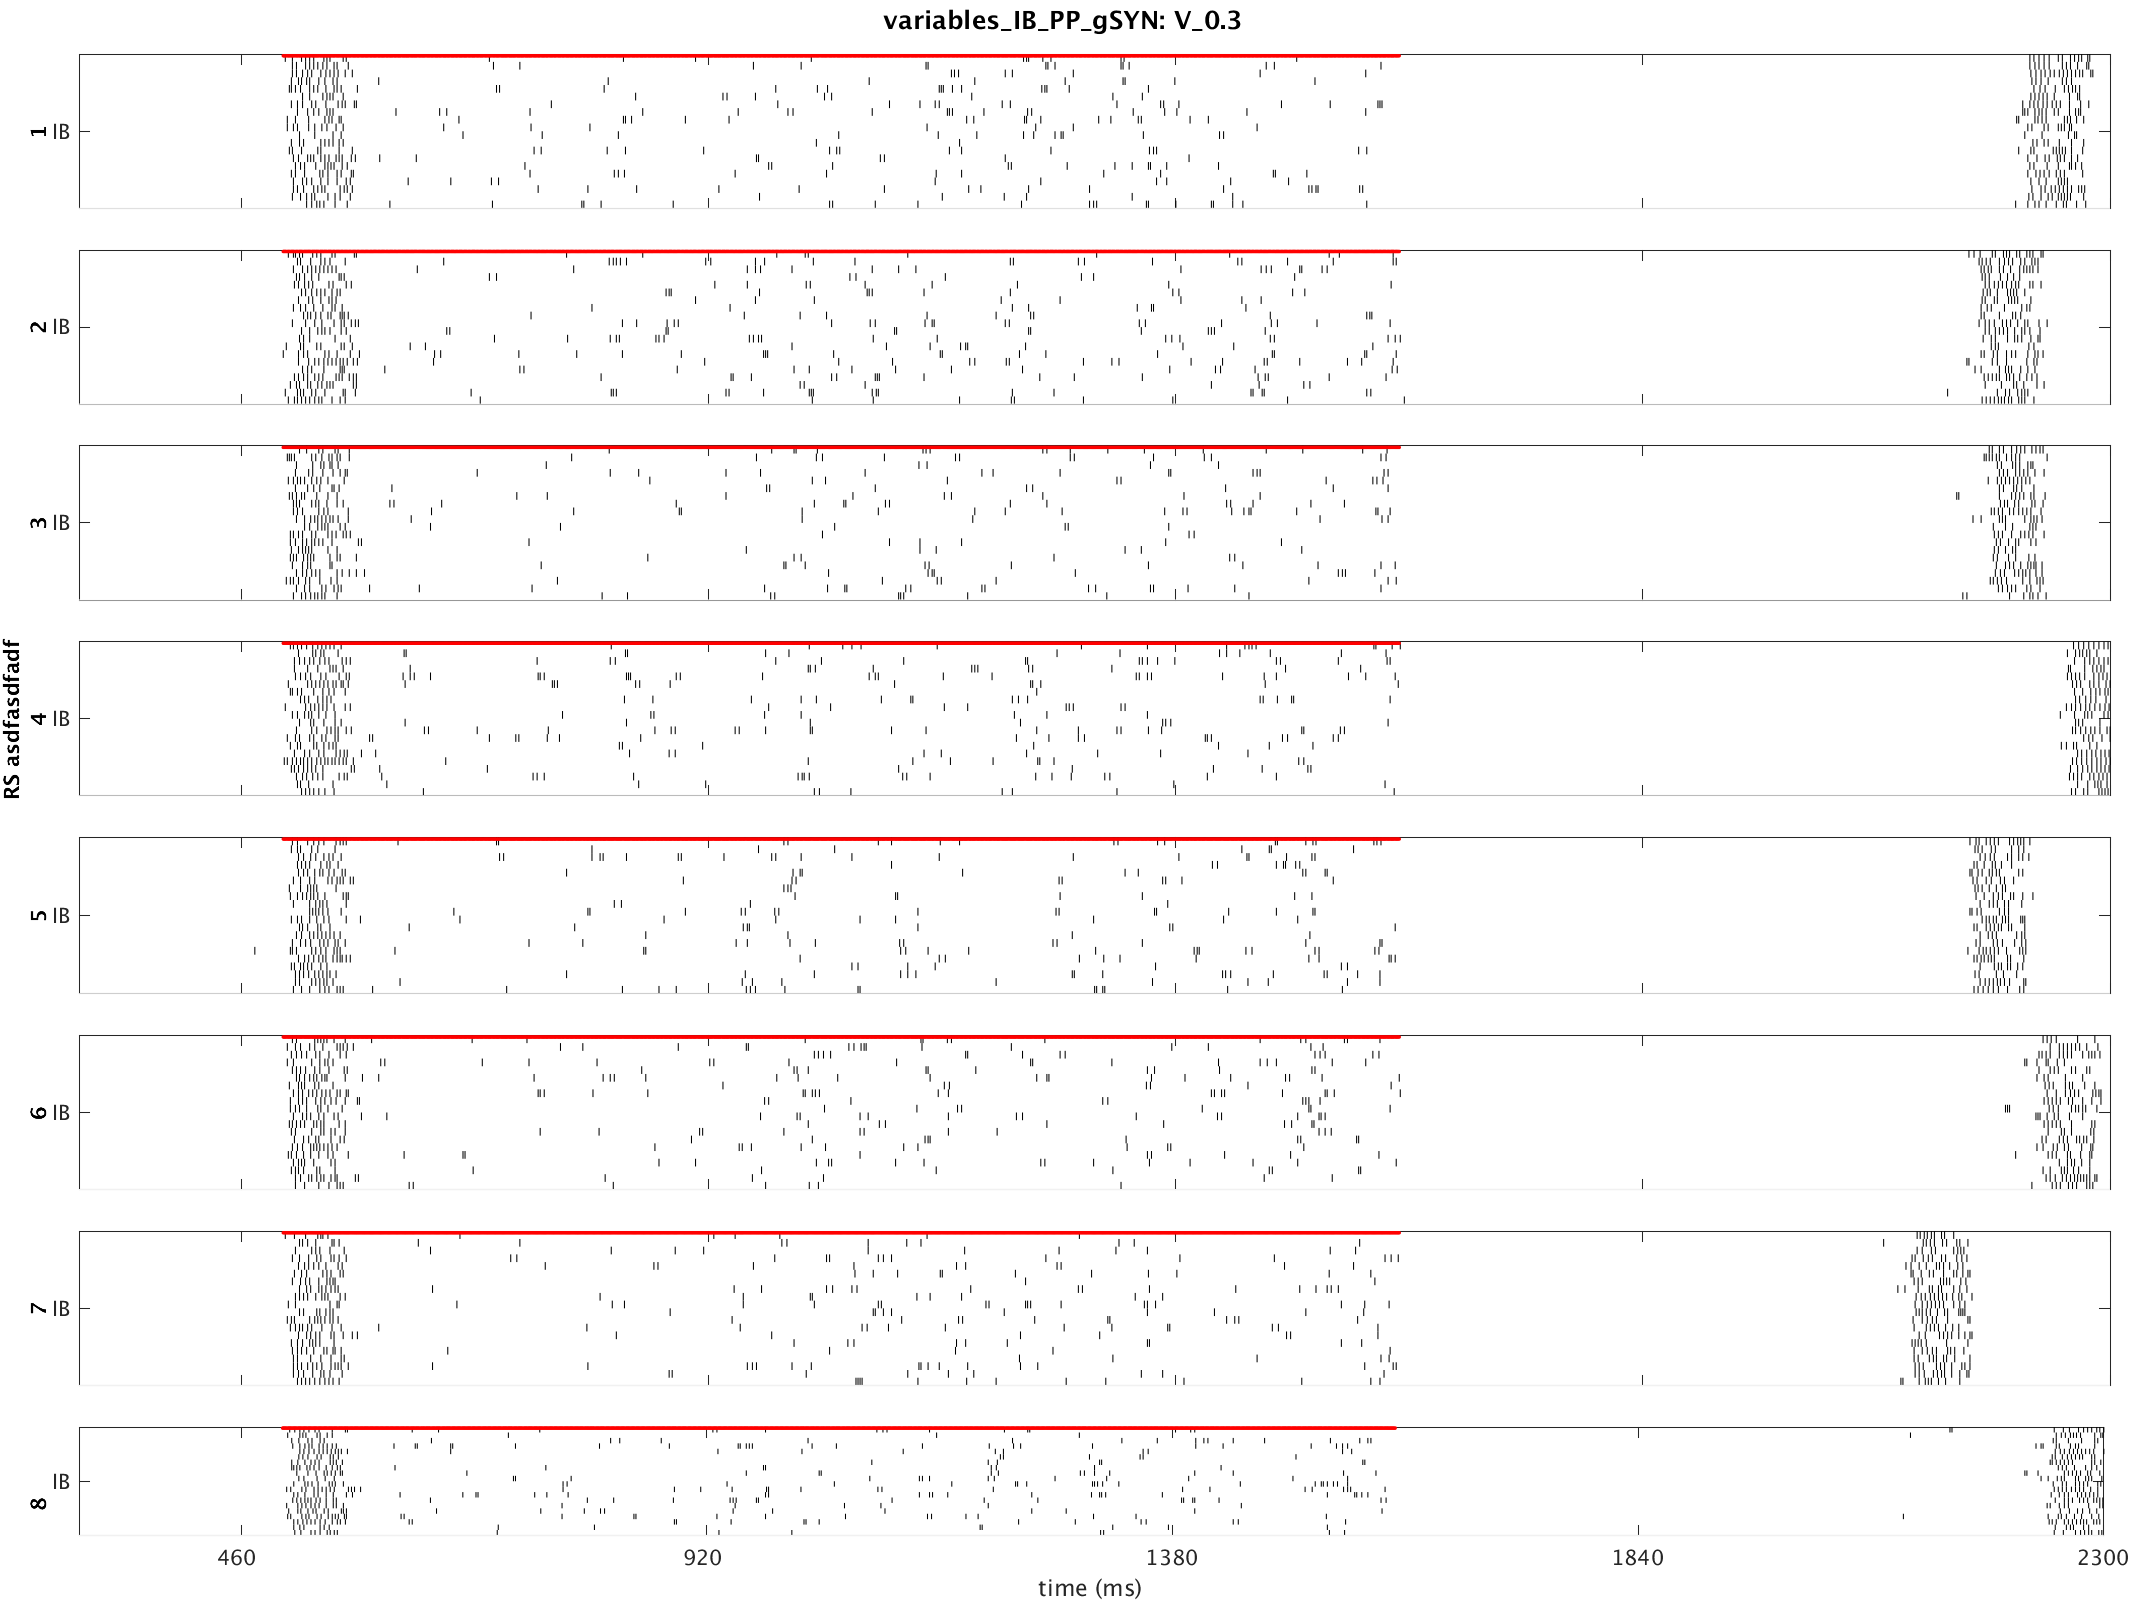 variables_IB_PP_gSYN: V_0.3
1 IB
2 IB
3 IB
RS asdfasdfadf
4 IB
5 IB
6 IB
7 IB
8 IB
460 920 1380 1840 2300
time (ms)